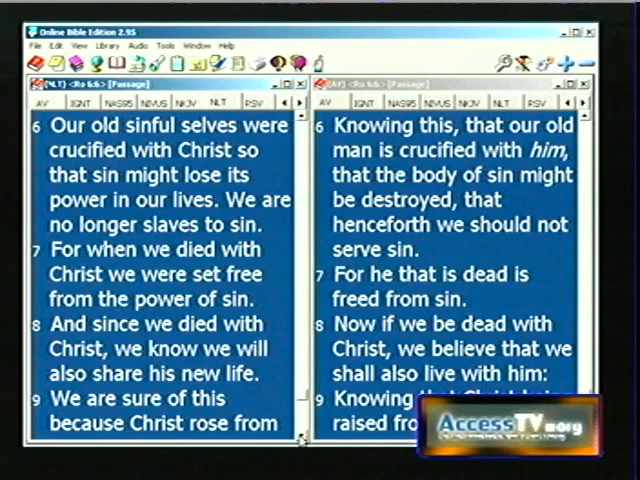 Online Bible Edition 2.95
File Edit View Library Audio Tools Window Help
(NLT) <Ro 6:6> [Passage]
AV IGNT NAS95 NIVUS NKJV NLT RSV
6 Our old sinful selves were
crucified with Christ so
that sin might lose its
power in our lives. We are
no longer slaves to sin.
7 For when we died with
Christ we were set free
from the power of sin.
8 And since we died with
Christ, we know we will
also share his new life.
9 We are sure of this
because Christ rose from
(AV) <Ro 6:6> [Passage]
AV IGNT NAS95 NIVUS NKJV NLT RSV
6 Knowing this, that our old
man is crucified with him,
that the body of sin might
be destroyed, that
henceforth we should not
serve sin.
7 For he that is dead is
freed from sin.
8 Now if we be dead with
Christ, we believe that we
shall also live with him:
9 Knowing that Christ being
raised fro
AccessTV.org